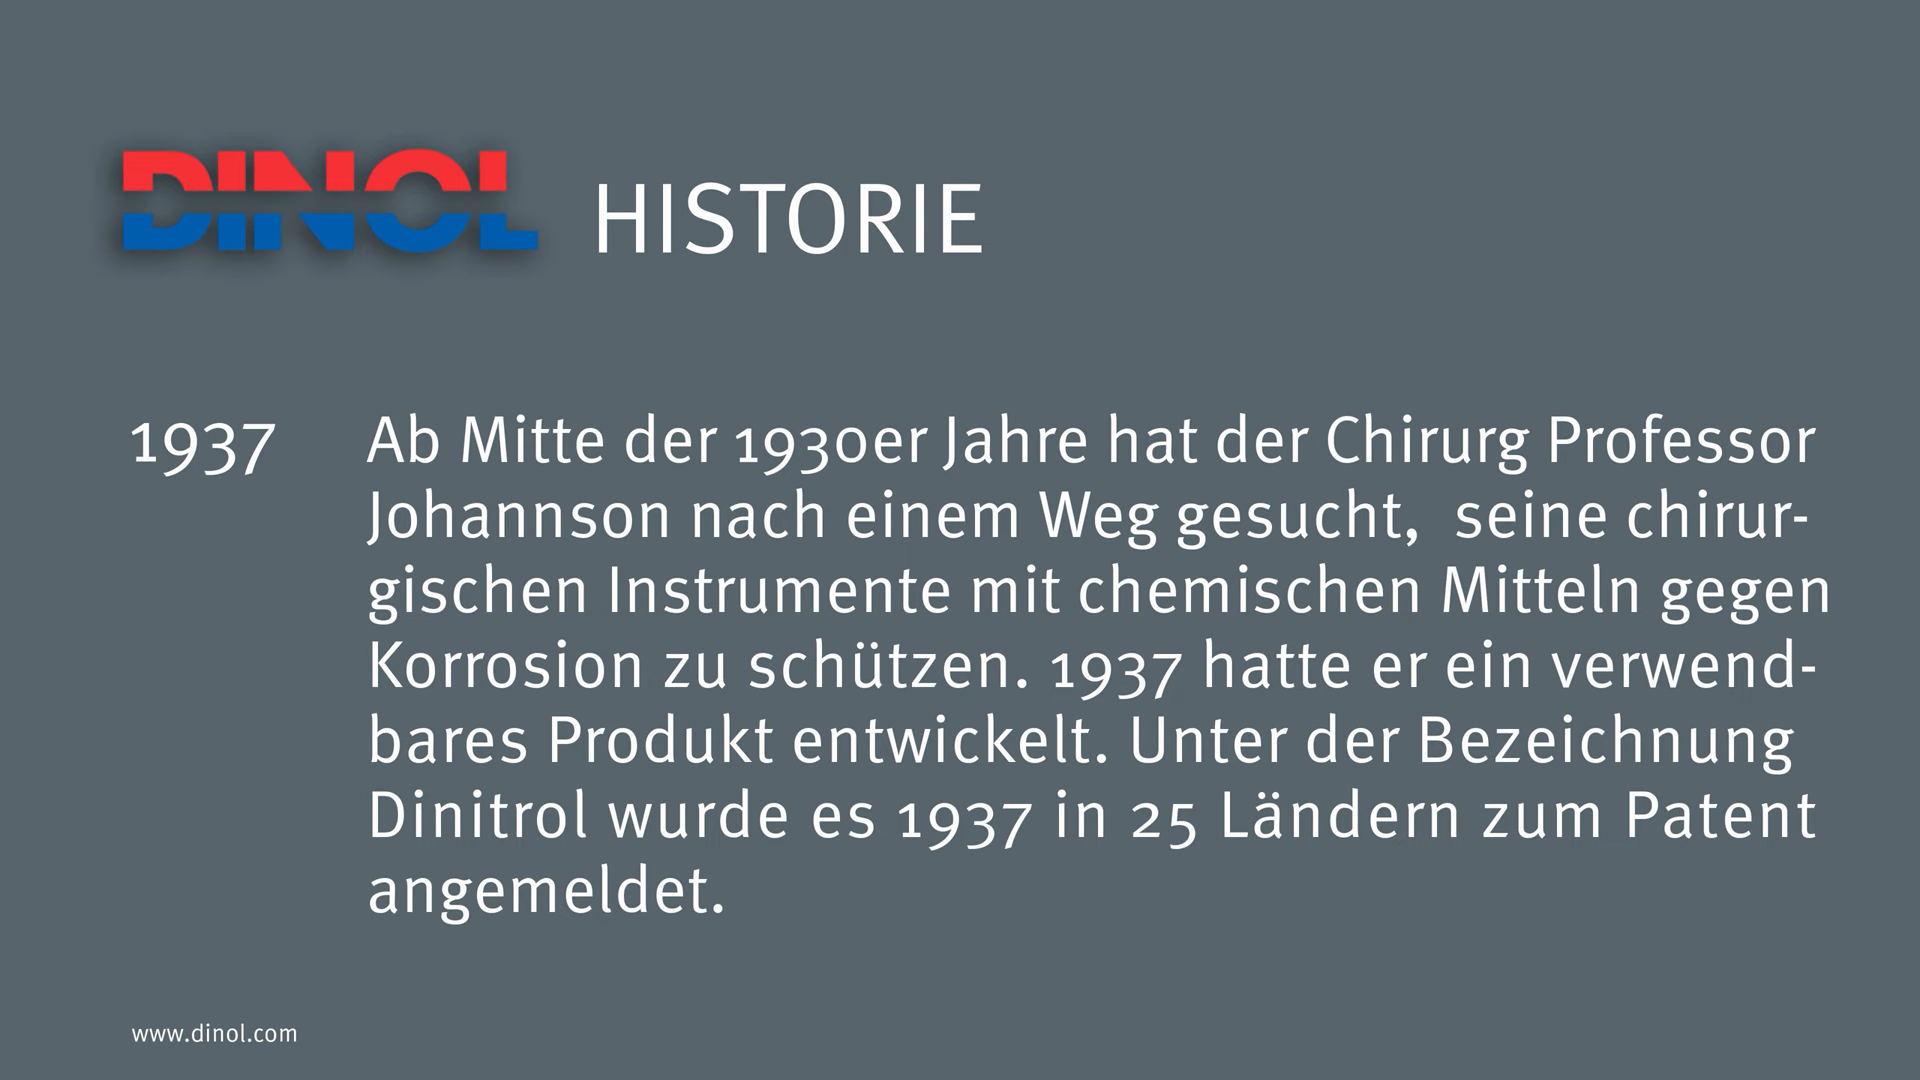 DINOL HISTORIE
1937 Ab Mitte der 1930er Jahre hat der Chirurg Professor
Johannson nach einem Weg gesucht,  seine chirur-
gischen Instrumente mit chemischen Mitteln gegen
Korrosion zu schützen. 1937 hatte er ein verwend-
bares Produkt entwickelt. Unter der Bezeichnung
Dinitrol wurde es 1937 in 25 Ländern zum Patent
angemeldet.
www.dinol.com